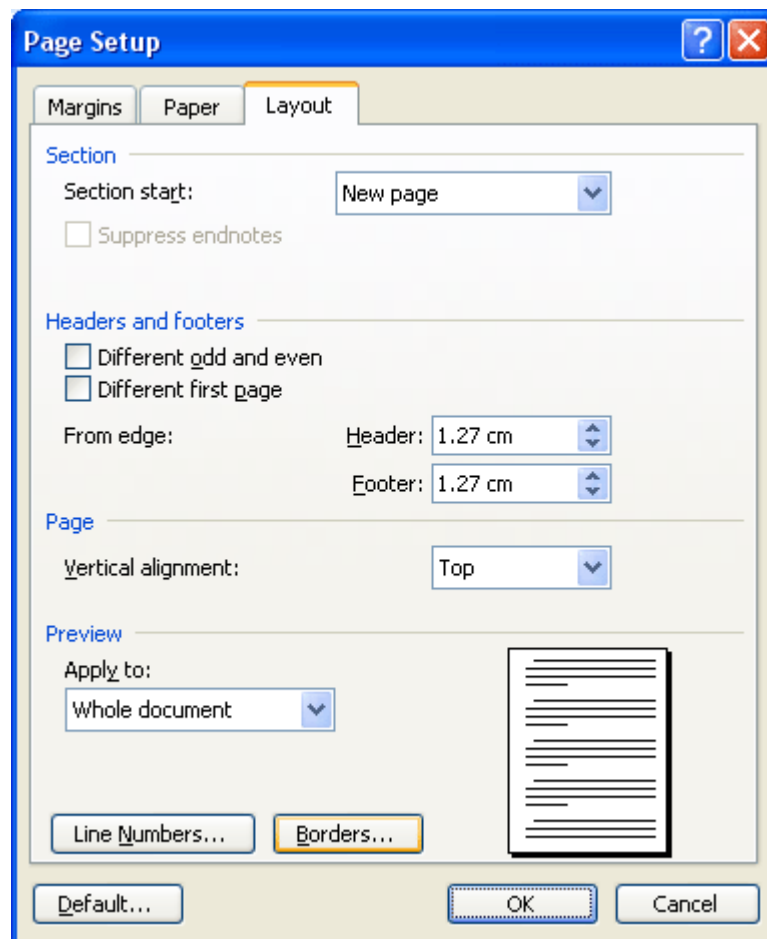 Page Setup
Margins Paper Layout
Section
Section start: New page
Suppress endnotes
Headers and footers
Different odd and even
Different first page
From edge: Header: 1.27 cm
Footer: 1.27 cm
Page
Vertical alignment: Top
Preview
Apply to:
Whole document
Line Numbers... Borders...
Default... OK Cancel